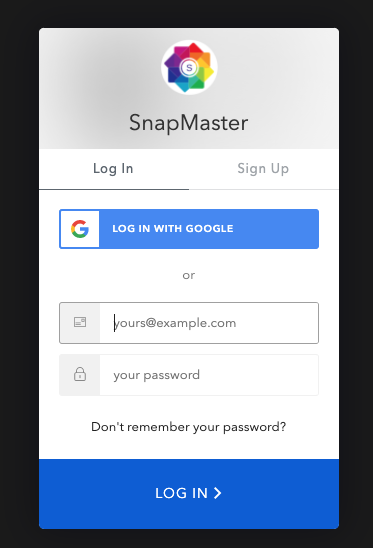 S
SnapMaster
Log In
Sign Up
LOG IN WITH GOOGLE
or
yours@example.com
your password
Don't remember your password?
LOG IN